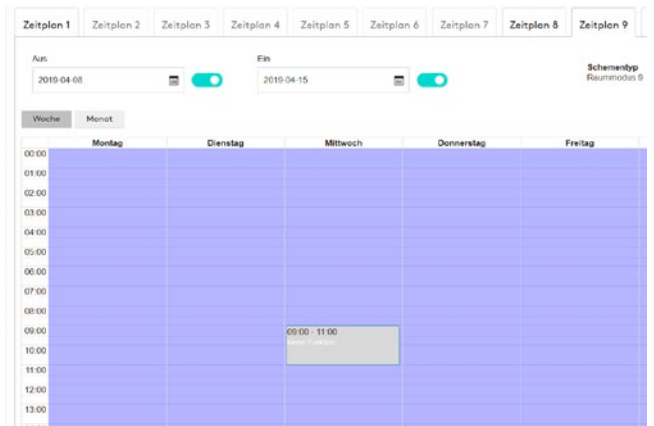 Zeitplan 1 Zeitplan 2 Zeitplan 3 Zeitplan 4 Zeitplan 5 Zeitplan 6 Zeitplan 7 Zeitplan 8 Zeitplan 9
Aus Ein
2019-04-08 2019-04-15
Schementyp
Raummodus 9
Woche Monat
Montag Dienstag Mittwoch Donnerstag Freitag
00:00
01:00
02:00
03:00
04:00
05:00
06:00
07:00
08:00
09:00 09:00 - 11:00
Keine Funktion
10:00
11:00
12:00
13:00